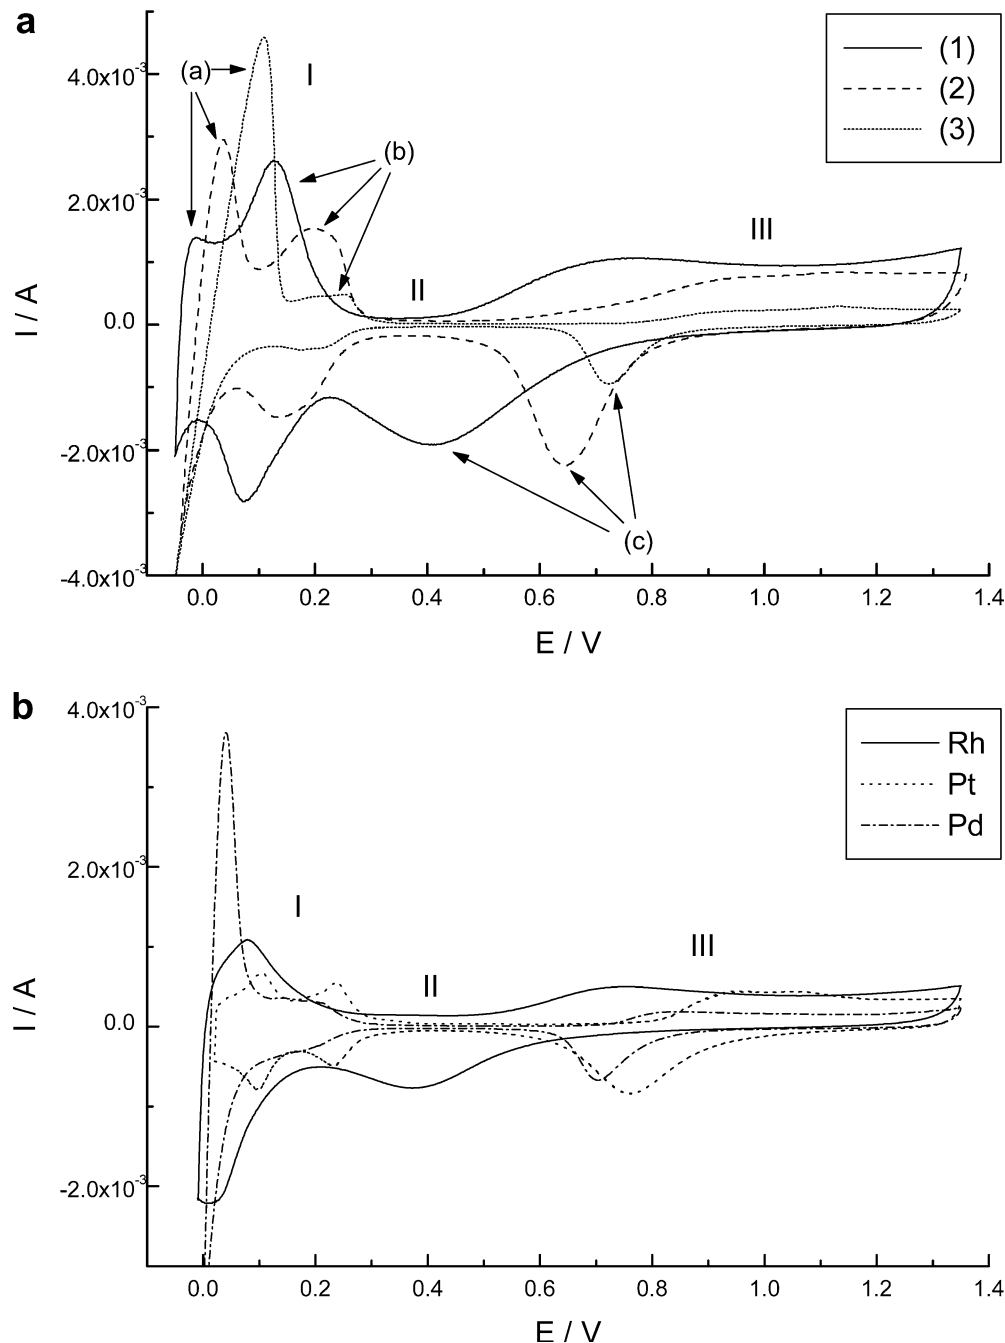 a
(1)
(2)
(3)
(a)
I
(b)
II
III
(c)
I / A
4.0x10-3
2.0x10-3
0.0
-2.0x10-3
-4.0x10-3
0.0 0.2 0.4 0.6 0.8 1.0 1.2 1.4
E / V
b
Rh
Pt
Pd
I
II
III
I / A
4.0x10-3
2.0x10-3
0.0
-2.0x10-3
0.0 0.2 0.4 0.6 0.8 1.0 1.2 1.4
E / V